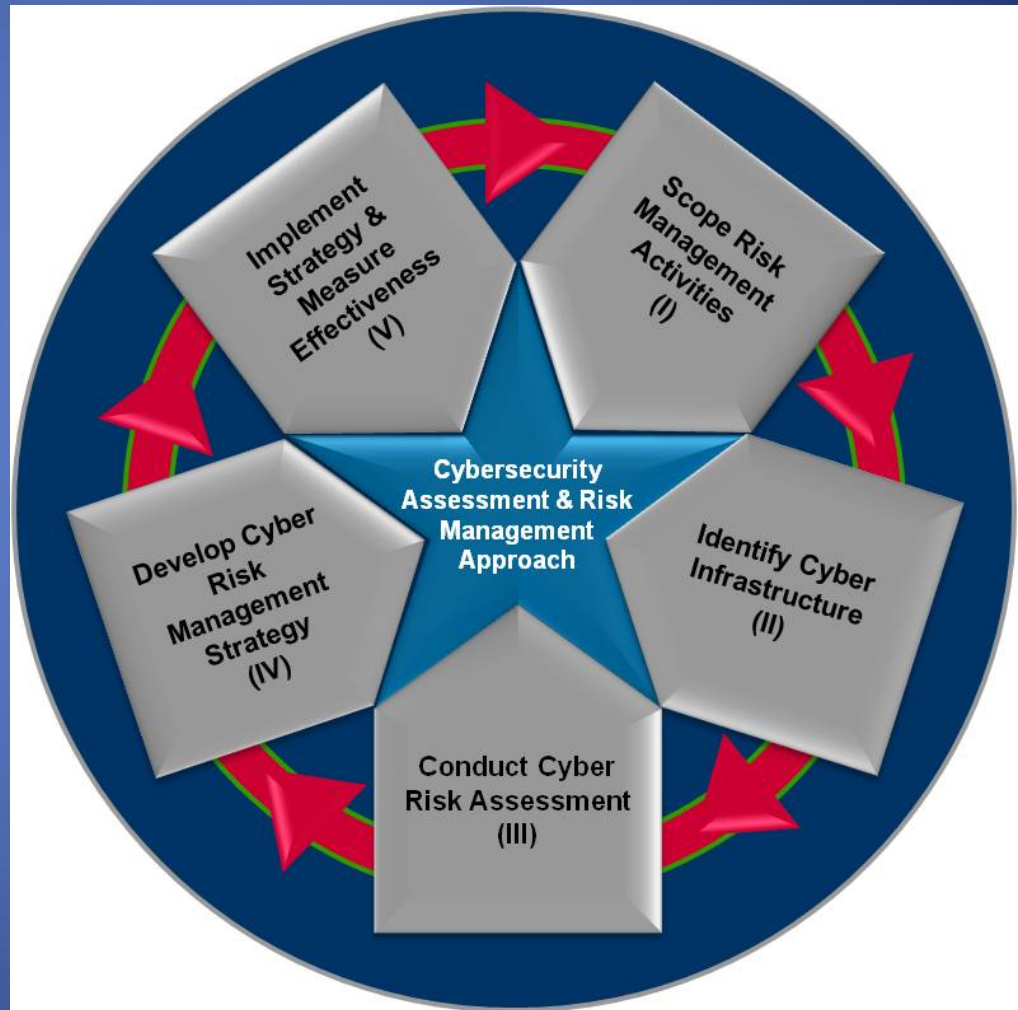 Cybersecurity
Assessment & Risk
Management
Approach
Scope Risk
Management
Activities
(I)
Identify Cyber
Infrastructure
(II)
Conduct Cyber
Risk Assessment
(III)
Develop Cyber
Risk
Management
Strategy
(IV)
Implement
Strategy &
Measure
Effectiveness
(V)